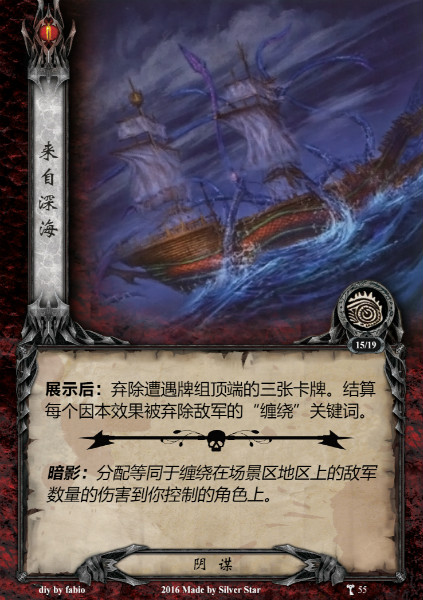 来自深海
15/19
展示后：弃除遭遇牌组顶端的三张卡牌。结算
每个因本效果被弃除敌军的“缠绕”关键词。
暗影：分配等同于缠绕在场景区地区上的敌军
数量的伤害到你控制的角色上。
阴谋
diy by fabio
2016 Made by Silver Star
55